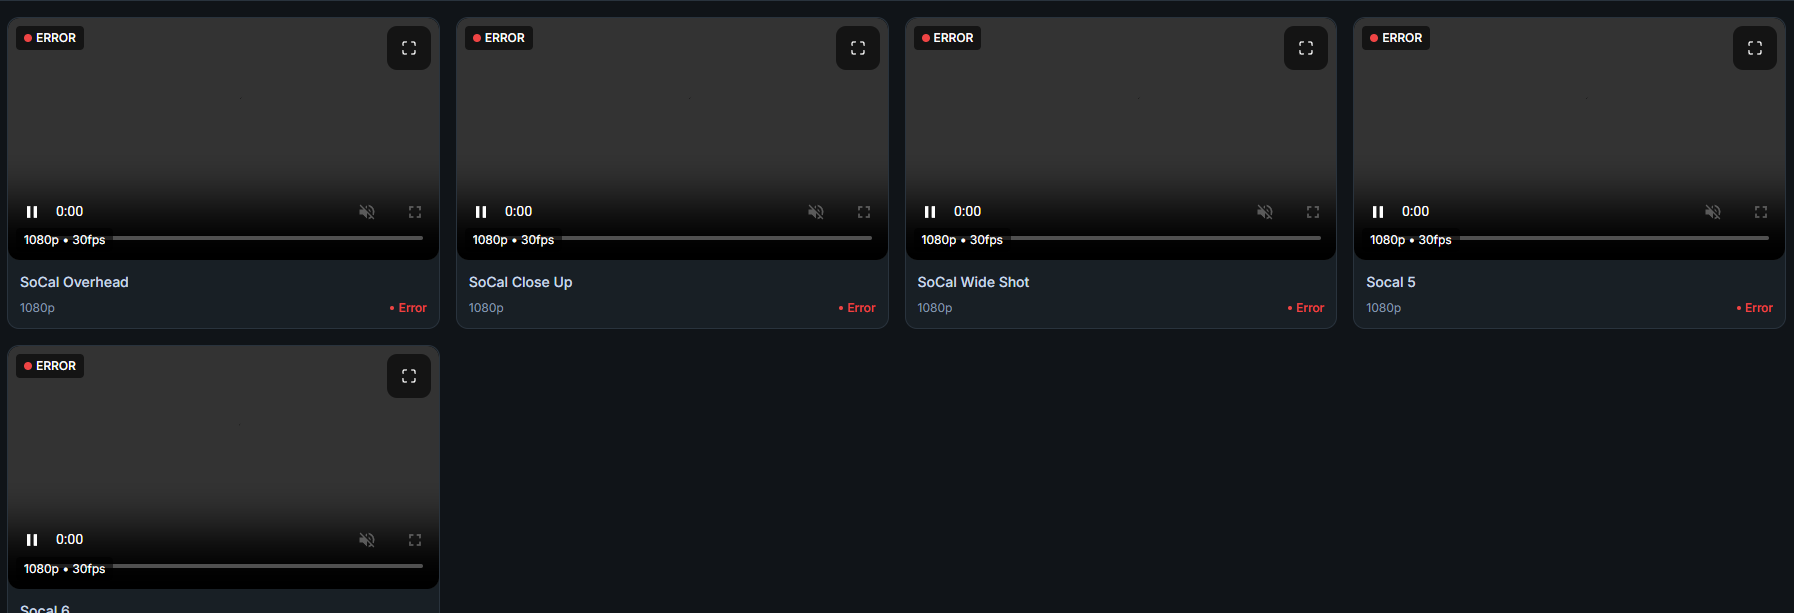 ERROR
0:00
1080p • 30fps
SoCal Overhead
1080p
• Error
ERROR
0:00
1080p • 30fps
SoCal Close Up
1080p
• Error
ERROR
0:00
1080p • 30fps
SoCal Wide Shot
1080p
• Error
ERROR
0:00
1080p • 30fps
Socal 5
1080p
• Error
ERROR
0:00
1080p • 30fps
Socal 6